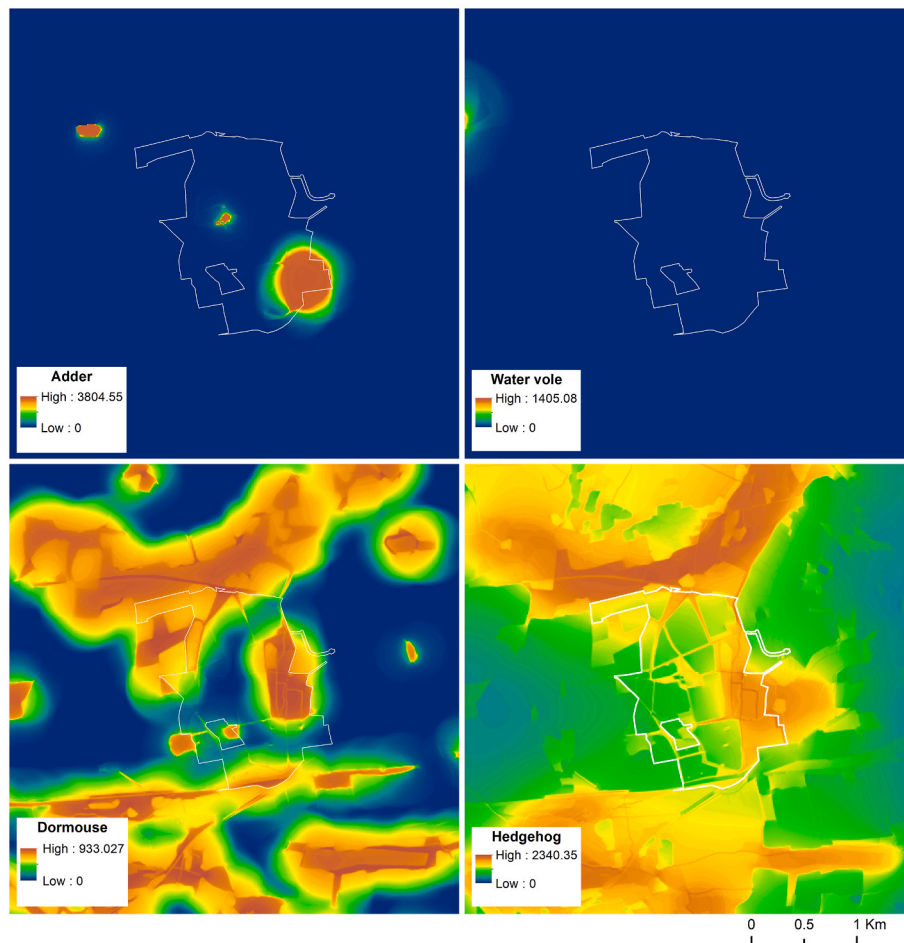 Adder
High : 3804.55
Low : 0
Water vole
High : 1405.08
Low : 0
Dormouse
High : 933.027
Low : 0
Hedgehog
High : 2340.35
Low : 0
0 0.5 1 Km